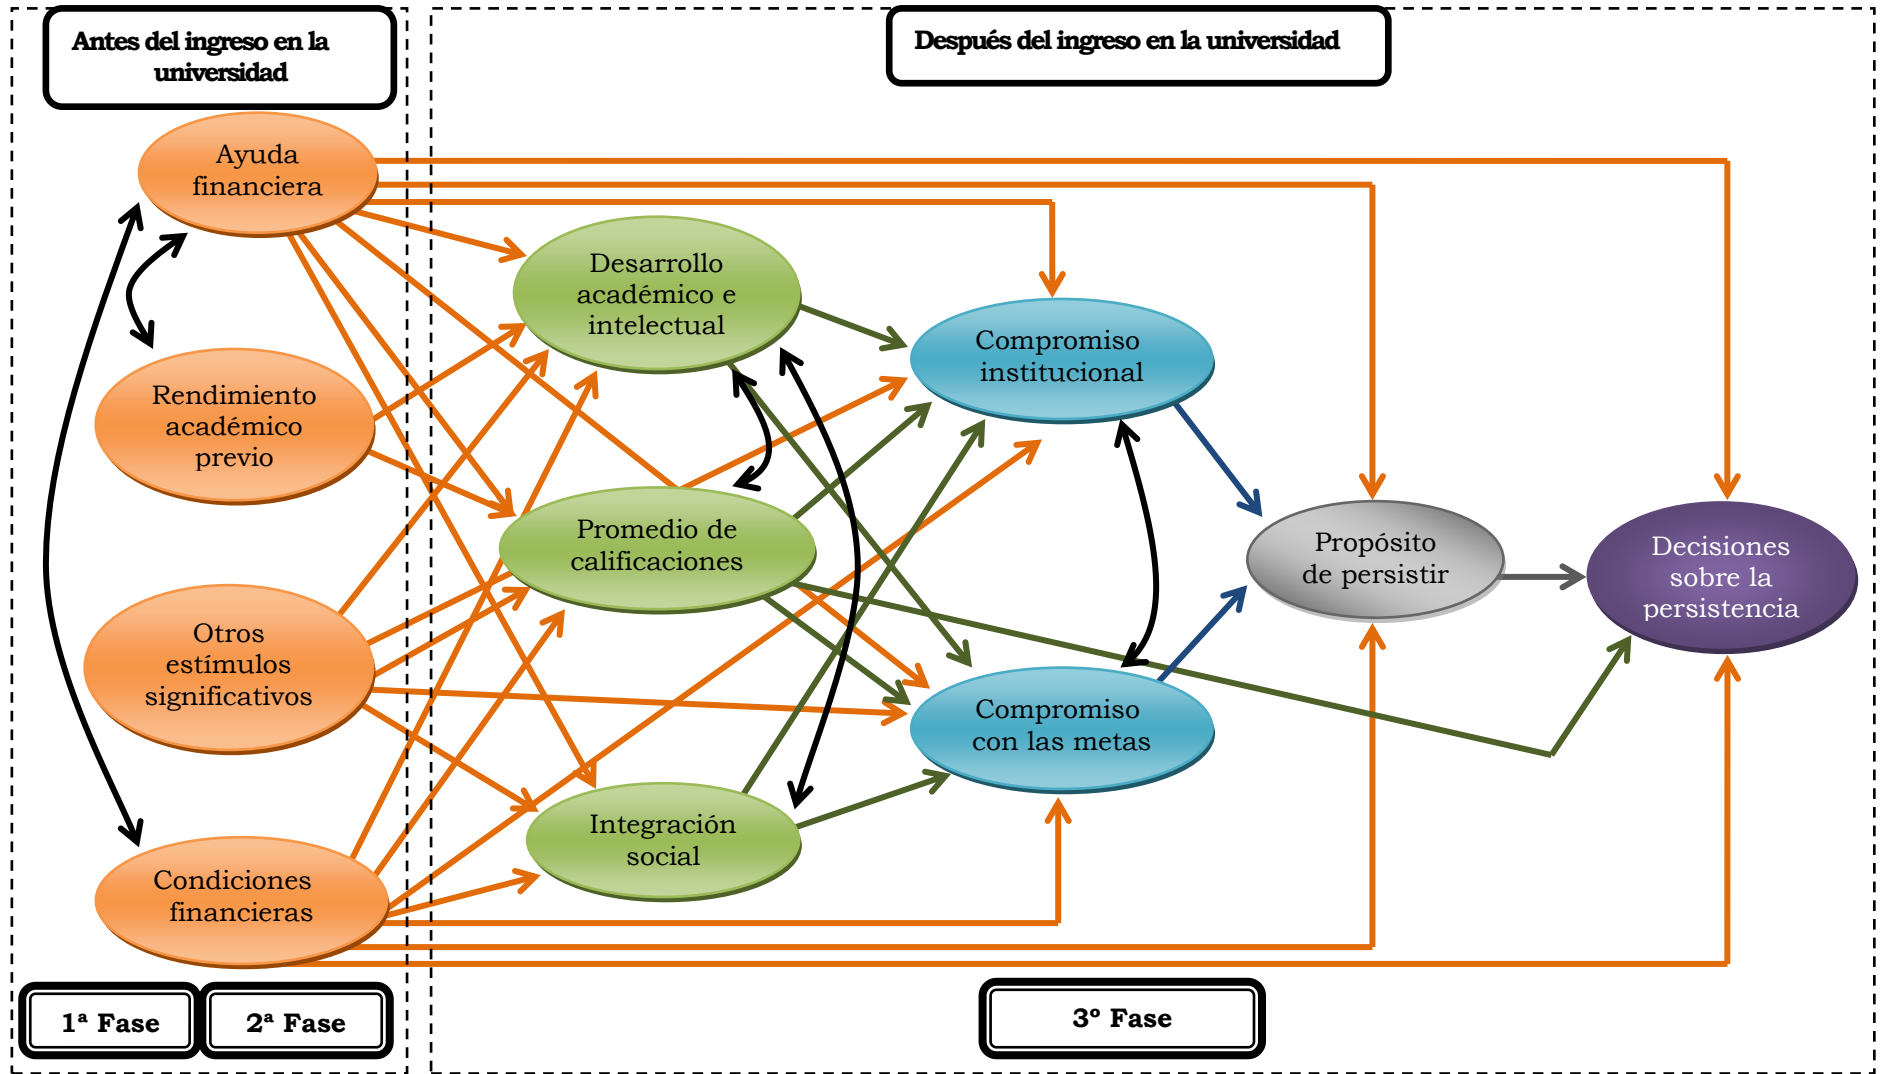 Antes del ingreso en la
universidad
Después del ingreso en la universidad
Ayuda
financiera
Rendimiento
académico
previo
Otros
estímulos
significativos
Condiciones
financieras
Desarrollo
académico e
intelectual
Promedio de
calificaciones
Integración
social
Compromiso
institucional
Compromiso
con las metas
Propósito
de persistir
Decisiones
sobre la
persistencia
1ª Fase
2ª Fase
3º Fase